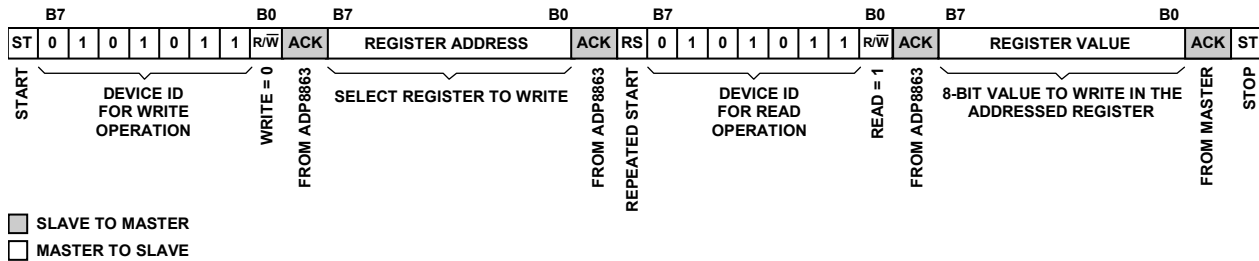 B7 B0 B7 B0 B7 B0
ST 0 1 0 1 0 1 1 R/W̅ ACK REGISTER ADDRESS ACK RS 0 1 0 1 0 1 1 R/W̅ ACK REGISTER VALUE ACK ST
START
DEVICE ID
FOR WRITE
OPERATION
WRITE = 0
FROM ADP8863
SELECT REGISTER TO WRITE
FROM ADP8863
REPEATED START
DEVICE ID
FOR READ
OPERATION
READ = 1
FROM ADP8863
8-BIT VALUE TO WRITE IN THE
ADDRESSED REGISTER
FROM MASTER
STOP
SLAVE TO MASTER
MASTER TO SLAVE